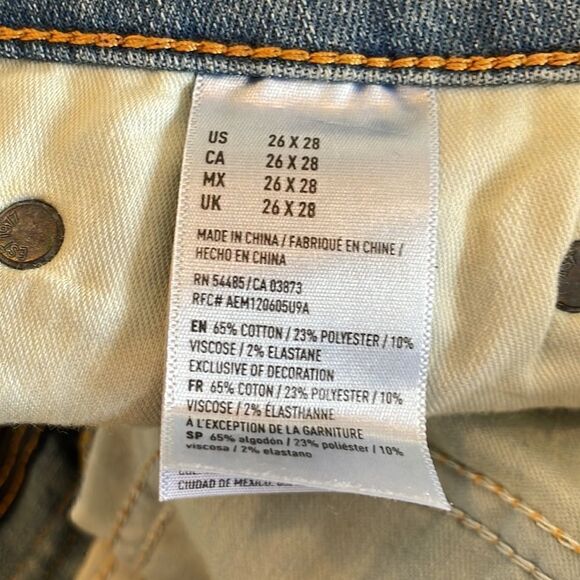 US 26 X 28
CA 26 X 28
MX 26 X 28
UK 26 X 28
MADE IN CHINA / FABRIQUÉ EN CHINE /
HECHO EN CHINA
RN 54485/CA 03873
RFC# AEM120605U9A
EN 65% COTTON / 23% POLYESTER / 10%
VISCOSE / 2% ELASTANE
EXCLUSIVE OF DECORATION
FR 65% COTON / 23% POLYESTER / 10%
VISCOSE / 2% ÉLASTHANNE
À L'EXCEPTION DE LA GARNITURE
SP 65% algodón / 23% poliéster / 10%
viscosa / 2% elastano
CIUDAD DE MEXICO.